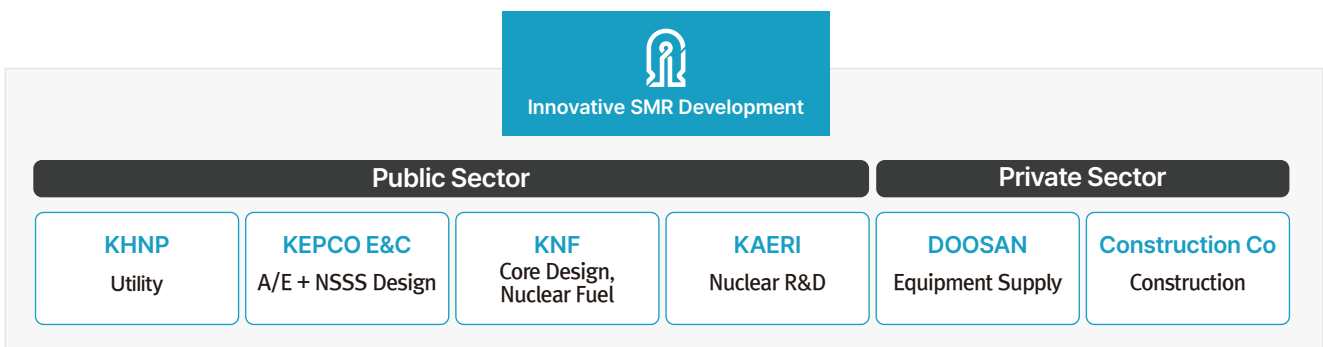 Innovative SMR Development
Public Sector
Private Sector
KHNP
Utility
KEPCO E&C
A/E + NSSS Design
KNF
Core Design,
Nuclear Fuel
KAERI
Nuclear R&D
DOOSAN
Equipment Supply
Construction Co
Construction